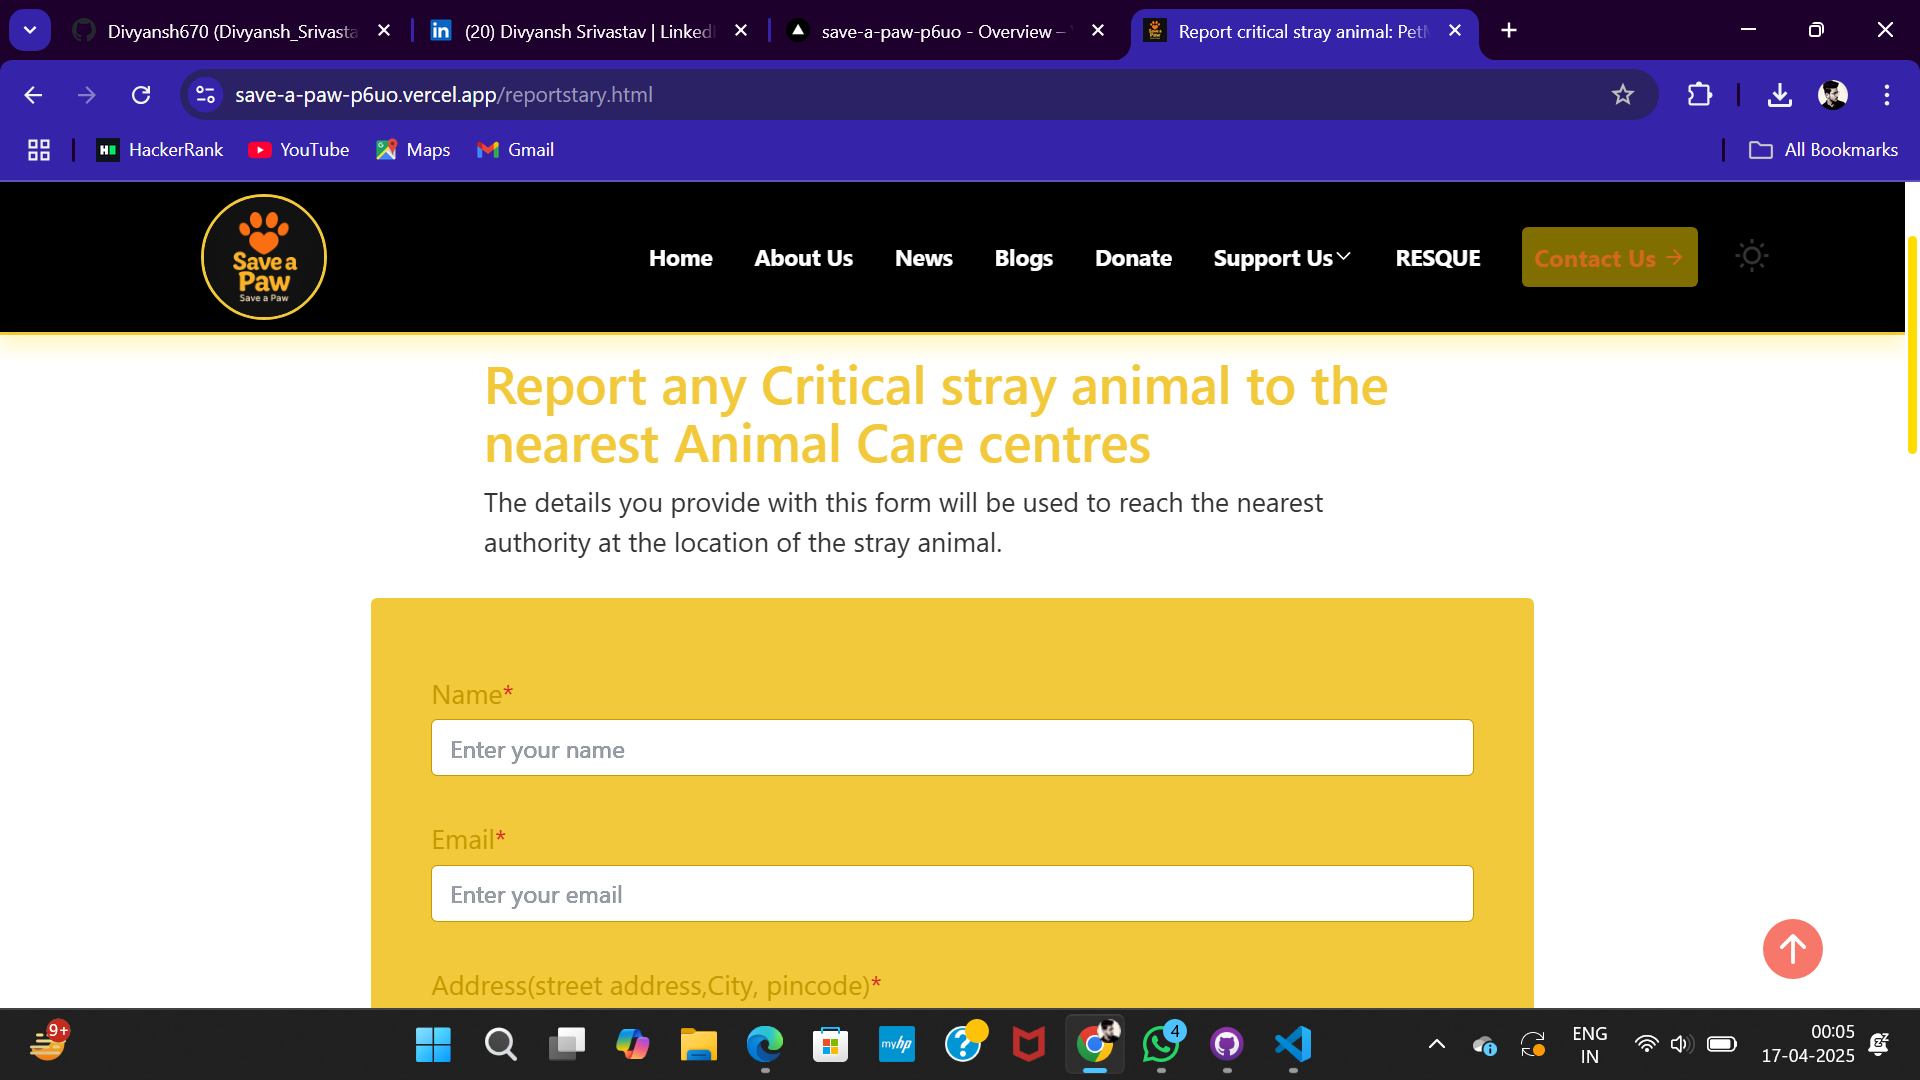 Divyansh670 (Divyansh_Srivasta
(20) Divyansh Srivastav | LinkedI
save-a-paw-p6uo - Overview –
Report critical stray animal: PetM
save-a-paw-p6uo.vercel.app/reportstary.html
HackerRank
YouTube
Maps
Gmail
All Bookmarks
Save a
Paw
Save a Paw
Home
About Us
News
Blogs
Donate
Support Us
RESQUE
Contact Us
Report any Critical stray animal to the
nearest Animal Care centres
The details you provide with this form will be used to reach the nearest
authority at the location of the stray animal.
Name*
Enter your name
Email*
Enter your email
Address(street address,City, pincode)*
9+
myhp
4
ENG
IN
00:05
17-04-2025